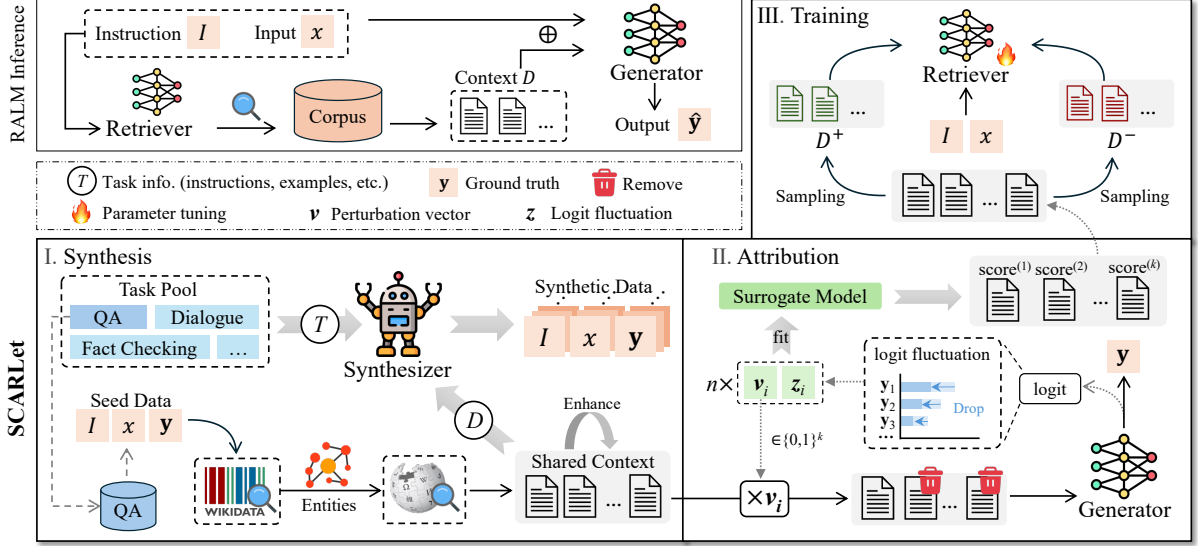 RALM Inference
Instruction I Input x
Retriever
Corpus
Context D
...
⊕
Generator
Output ŷ
T Task info. (instructions, examples, etc.) y Ground truth Remove
Parameter tuning v Perturbation vector z Logit fluctuation
III. Training
Retriever
...
D⁺
I x
...
D⁻
Sampling
...
Sampling
SCARLet
I. Synthesis
Task Pool
QA Dialogue
Fact Checking ...
T
Synthesizer
Synthetic Data
I x y
Seed Data
I x y
QA
WIKIDATA
Entities
D
Enhance
Shared Context
...
II. Attribution
Surrogate Model
score⁽¹⁾ score⁽²⁾ score⁽ᵏ⁾
...
fit
n× vᵢ zᵢ
∈{0,1}ᵏ
logit fluctuation
y₁
y₂
y₃
...
Drop
logit
y
×vᵢ
...
Generator